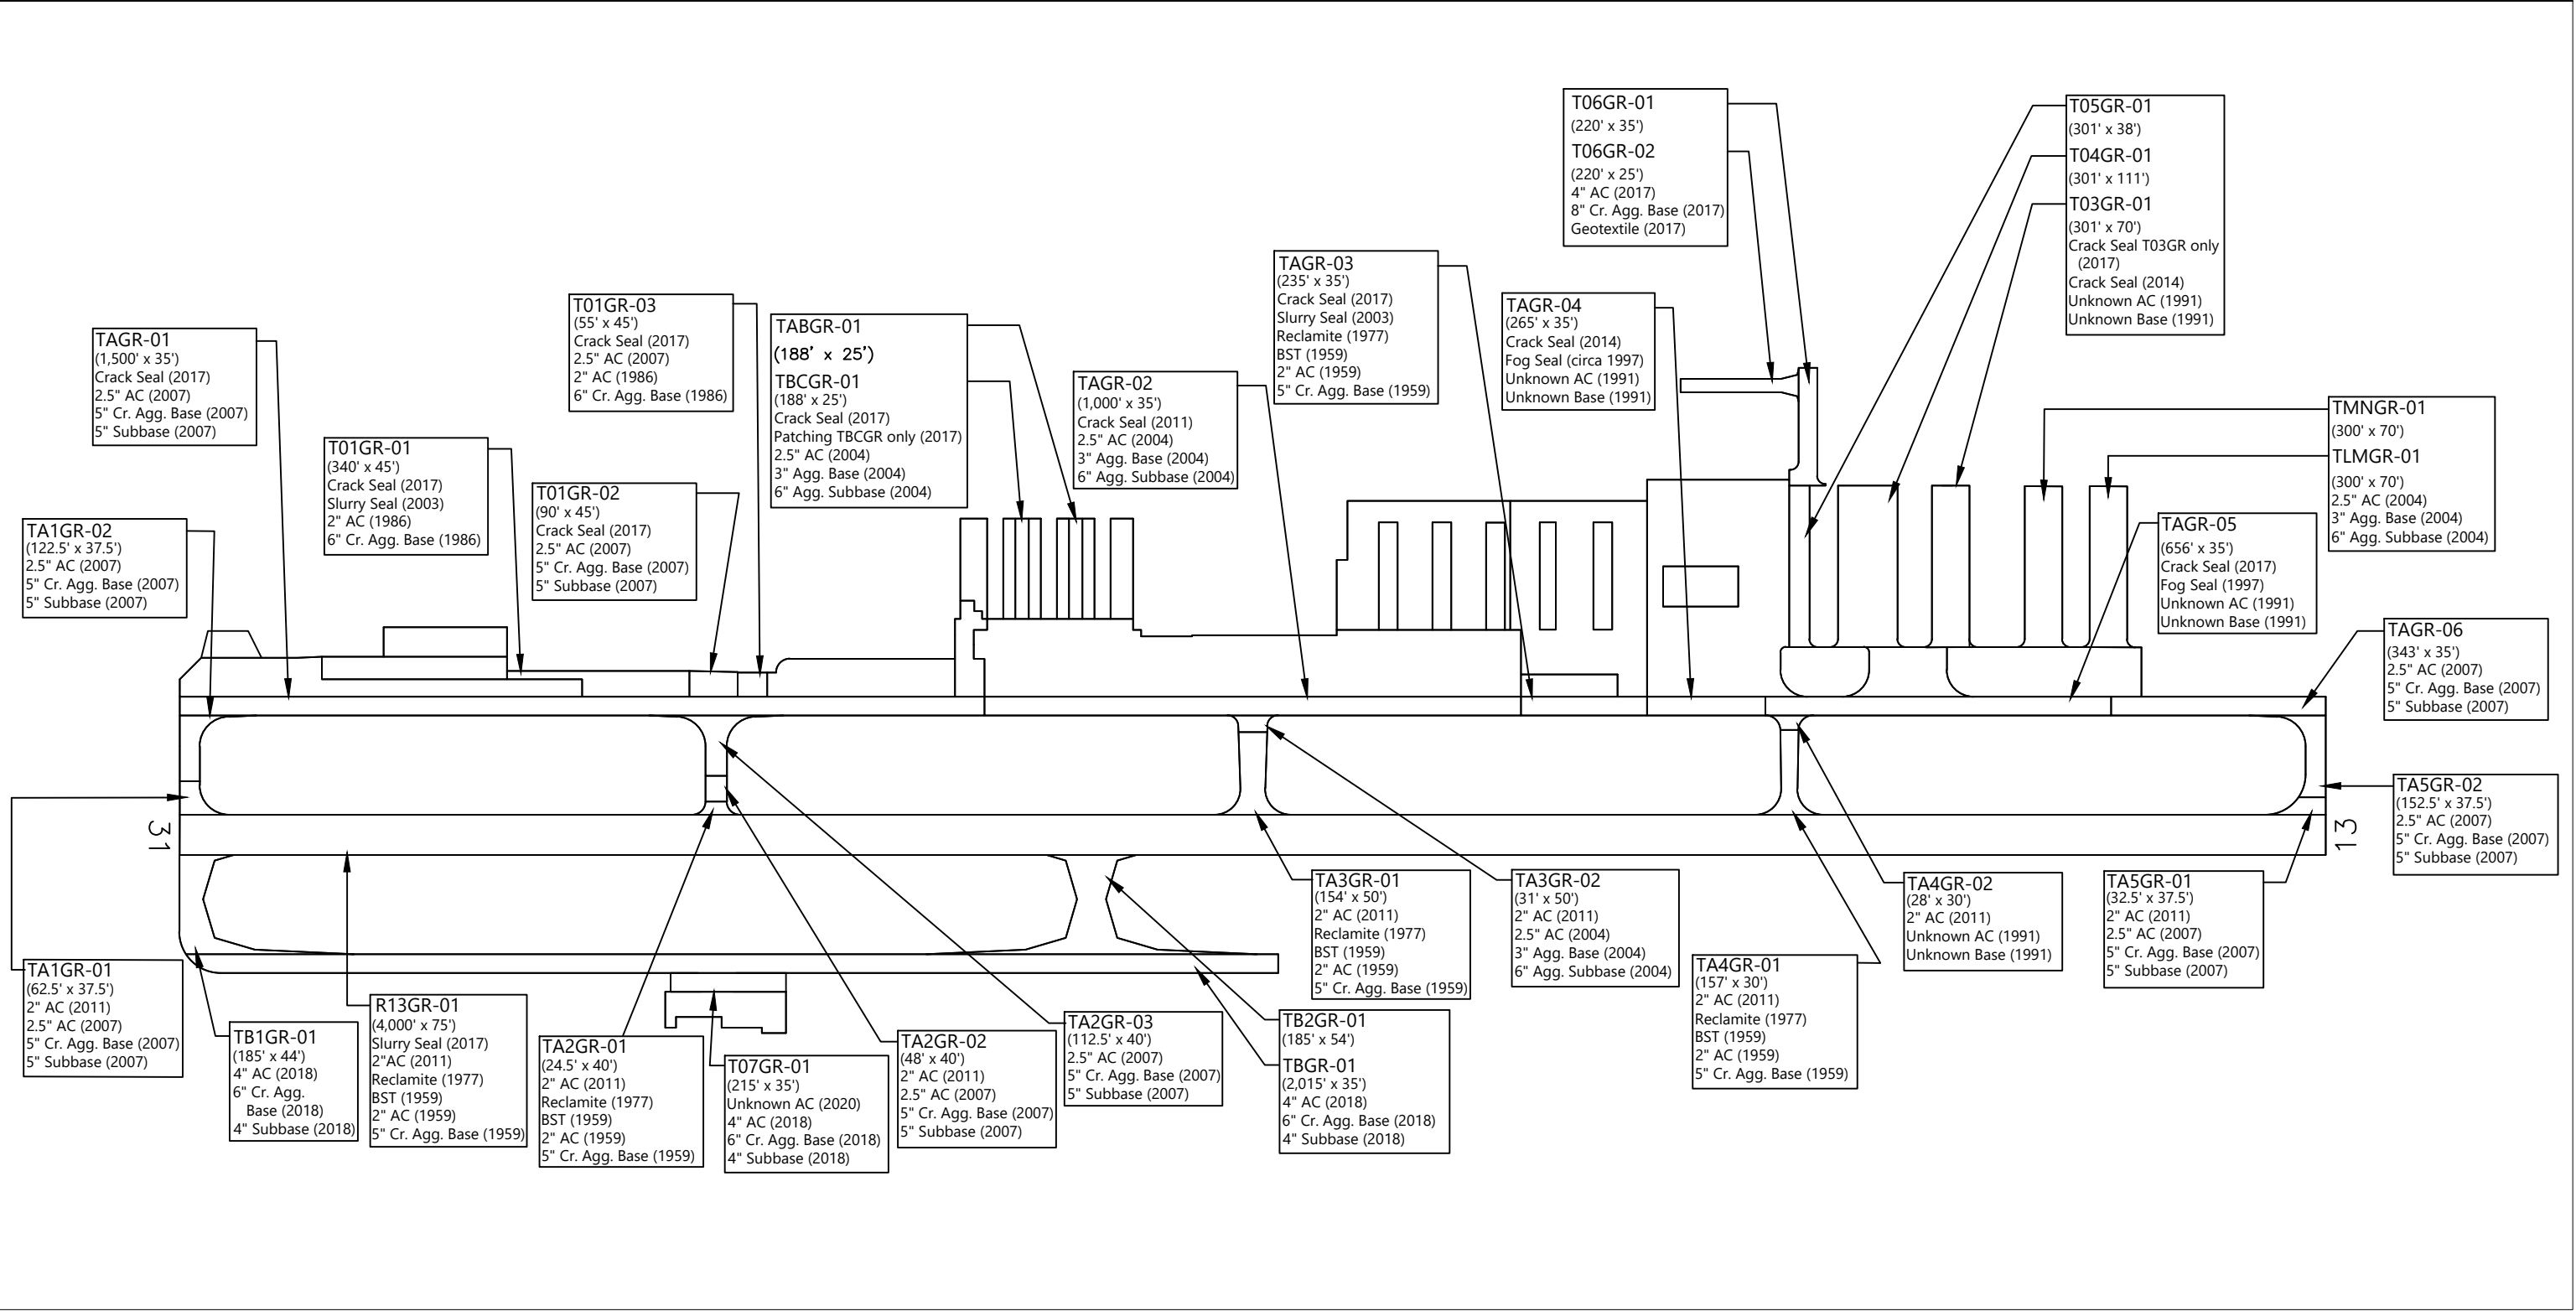 T06GR-01
(220' x 35')
T06GR-02
(220' x 25')
4" AC (2017)
8" Cr. Agg. Base (2017)
Geotextile (2017)
T05GR-01
(301' x 38')
T04GR-01
(301' x 111')
T03GR-01
(301' x 70')
Crack Seal T03GR only
(2017)
Crack Seal (2014)
Unknown AC (1991)
Unknown Base (1991)
TAGR-03
(235' x 35')
Crack Seal (2017)
Slurry Seal (2003)
Reclamite (1977)
BST (1959)
2" AC (1959)
5" Cr. Agg. Base (1959)
TAGR-04
(265' x 35')
Crack Seal (2014)
Fog Seal (circa 1997)
Unknown AC (1991)
Unknown Base (1991)
T01GR-03
(55' x 45')
Crack Seal (2017)
2.5" AC (2007)
2" AC (1986)
6" Cr. Agg. Base (1986)
TABGR-01
(188' x 25')
TBCGR-01
(188' x 25')
Crack Seal (2017)
Patching TBCGR only (2017)
2.5" AC (2004)
3" Agg. Base (2004)
6" Agg. Subbase (2004)
TAGR-01
(1,500' x 35')
Crack Seal (2017)
2.5" AC (2007)
5" Cr. Agg. Base (2007)
5" Subbase (2007)
TAGR-02
(1,000' x 35')
Crack Seal (2011)
2.5" AC (2004)
3" Agg. Base (2004)
6" Agg. Subbase (2004)
TMNGR-01
(300' x 70')
TLMGR-01
(300' x 70')
2.5" AC (2004)
3" Agg. Base (2004)
6" Agg. Subbase (2004)
T01GR-01
(340' x 45')
Crack Seal (2017)
Slurry Seal (2003)
2" AC (1986)
6" Cr. Agg. Base (1986)
T01GR-02
(90' x 45')
Crack Seal (2017)
2.5" AC (2007)
5" Cr. Agg. Base (2007)
5" Subbase (2007)
TA1GR-02
(122.5' x 37.5')
2.5" AC (2007)
5" Cr. Agg. Base (2007)
5" Subbase (2007)
TAGR-05
(656' x 35')
Crack Seal (2017)
Fog Seal (1997)
Unknown AC (1991)
Unknown Base (1991)
TAGR-06
(343' x 35')
2.5" AC (2007)
5" Cr. Agg. Base (2007)
5" Subbase (2007)
TA5GR-02
(152.5' x 37.5')
2.5" AC (2007)
5" Cr. Agg. Base (2007)
5" Subbase (2007)
31
13
TA3GR-01
(154' x 50')
2" AC (2011)
Reclamite (1977)
BST (1959)
2" AC (1959)
5" Cr. Agg. Base (1959)
TA3GR-02
(31' x 50')
2" AC (2011)
2.5" AC (2004)
3" Agg. Base (2004)
6" Agg. Subbase (2004)
TA4GR-02
(28' x 30')
2" AC (2011)
Unknown AC (1991)
Unknown Base (1991)
TA5GR-01
(32.5' x 37.5')
2" AC (2011)
2.5" AC (2007)
5" Cr. Agg. Base (2007)
5" Subbase (2007)
TA4GR-01
(157' x 30')
2" AC (2011)
Reclamite (1977)
BST (1959)
2" AC (1959)
5" Cr. Agg. Base (1959)
TA1GR-01
(62.5' x 37.5')
2" AC (2011)
2.5" AC (2007)
5" Cr. Agg. Base (2007)
5" Subbase (2007)
TB1GR-01
(185' x 44')
4" AC (2018)
6" Cr. Agg.
Base (2018)
4" Subbase (2018)
R13GR-01
(4,000' x 75')
Slurry Seal (2017)
2"AC (2011)
Reclamite (1977)
BST (1959)
2" AC (1959)
5" Cr. Agg. Base (1959)
TA2GR-01
(24.5' x 40')
2" AC (2011)
Reclamite (1977)
BST (1959)
2" AC (1959)
5" Cr. Agg. Base (1959)
T07GR-01
(215' x 35')
Unknown AC (2020)
4" AC (2018)
6" Cr. Agg. Base (2018)
4" Subbase (2018)
TA2GR-02
(48' x 40')
2" AC (2011)
2.5" AC (2007)
5" Cr. Agg. Base (2007)
5" Subbase (2007)
TA2GR-03
(112.5' x 40')
2.5" AC (2007)
5" Cr. Agg. Base (2007)
5" Subbase (2007)
TB2GR-01
(185' x 54')
TBGR-01
(2,015' x 35')
4" AC (2018)
6" Cr. Agg. Base (2018)
4" Subbase (2018)